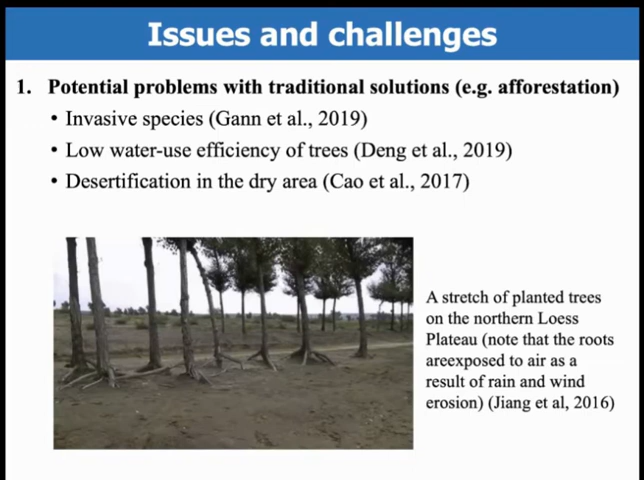 Issues and challenges
1. Potential problems with traditional solutions (e.g. afforestation)
• Invasive species (Gann et al., 2019)
• Low water-use efficiency of trees (Deng et al., 2019)
• Desertification in the dry area (Cao et al., 2017)
A stretch of planted trees
on the northern Loess
Plateau (note that the roots
areexposed to air as a
result of rain and wind
erosion) (Jiang et al, 2016)